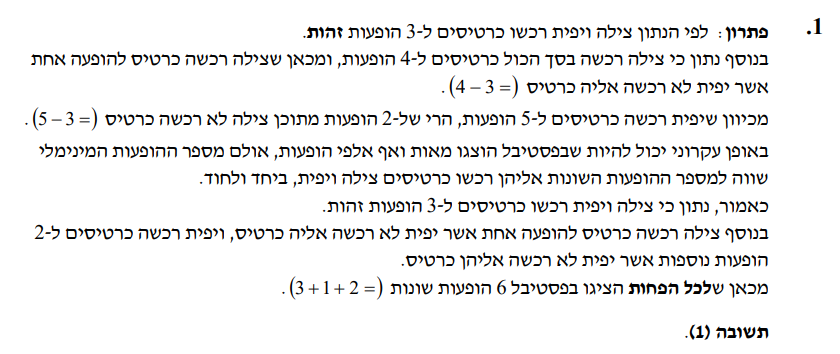 1. פתרון: לפי הנתון צילה ויפית רכשו כרטיסים ל-3 הופעות זהות.
בנוסף נתון כי צילה רכשה בסך הכול כרטיסים ל-4 הופעות, ומכאן שצילה רכשה כרטיס להופעה אחת
אשר יפית לא רכשה אליה כרטיס (4 − 3 =).
מכיוון שיפית רכשה כרטיסים ל-5 הופעות, הרי של-2 הופעות מתוכן צילה לא רכשה כרטיס (5 − 3 =).
באופן עקרוני יכול להיות שבפסטיבל הוצגו מאות ואף אלפי הופעות, אולם מספר ההופעות המינימלי
שווה למספר ההופעות השונות אליהן רכשו כרטיסים צילה ויפית, ביחד ולחוד.
כאמור, נתון כי צילה ויפית רכשו כרטיסים ל-3 הופעות זהות.
בנוסף צילה רכשה כרטיס להופעה אחת אשר יפית לא רכשה אליה כרטיס, ויפית רכשה כרטיסים ל-2
הופעות נוספות אשר יפית לא רכשה אליהן כרטיס.
מכאן שלכל הפחות הציגו בפסטיבל 6 הופעות שונות (3 + 1 + 2 =).
תשובה (1).